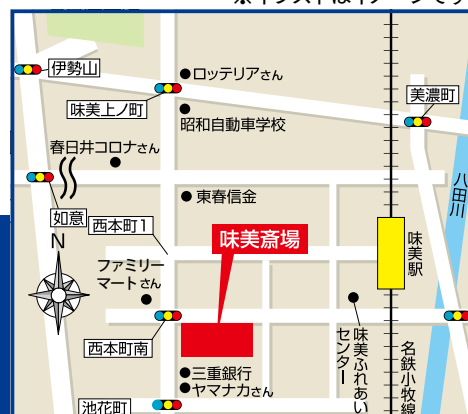 伊勢山
ロッテリアさん
味美上ノ町
美濃町
昭和自動車学校
春日井コロナさん
八田川
東春信金
如意
西本町1
味美斎場
味美駅
N
ファミリー
マートさん
西本町南
味美ふれあい
センター
名鉄小牧線
三重銀行
ヤマナカさん
池花町